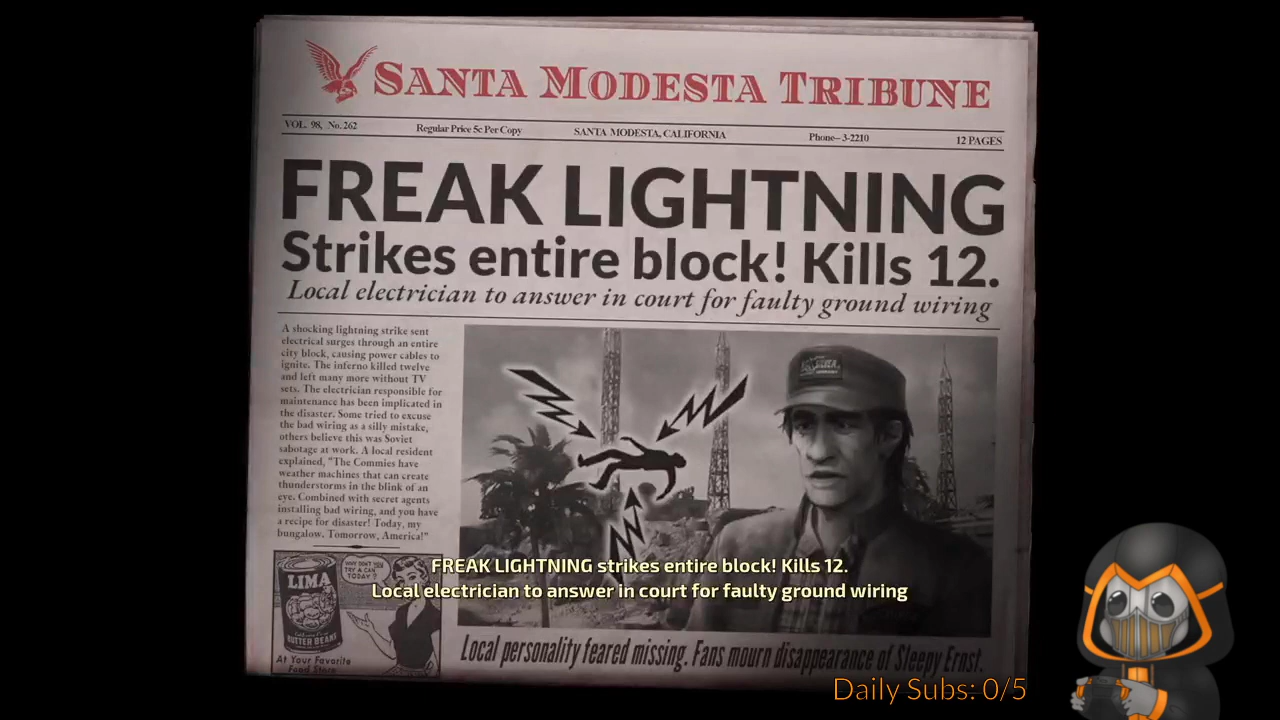 SANTA MODESTA TRIBUNE
VOL. 98, No. 262 Regular Price 5c Per Copy SANTA MODESTA, CALIFORNIA Phone–3-2210 12 PAGES
FREAK LIGHTNING
Strikes entire block! Kills 12.
Local electrician to answer in court for faulty ground wiring
A shocking lightning strike sent
electrical surges through an entire
city block, causing power cables to
ignite. The inferno killed twelve
and left many more without TV
sets. The electrician responsible for
maintenance has been implicated in
the disaster. Some tried to excuse
the bad wiring as a silly mistake,
others believe this was Soviet
sabotage at work. A local resident
explained, "The Commies have
weather machines that can create
thunderstorms in the blink of an
eye. Combined with secret agents
installing bad wiring, and you have
a recipe for disaster! Today, my
bungalow. Tomorrow, America!"
LIMA
BUTTER BEANS
WHY DON'T YOU
TRY A CAN
TODAY?
At Your Favorite
Food Store
FREAK LIGHTNING strikes entire block! Kills 12.
Local electrician to answer in court for faulty ground wiring
Local personality feared missing. Fans mourn disappearance of Sleepy Ernst.
Daily Subs: 0/5